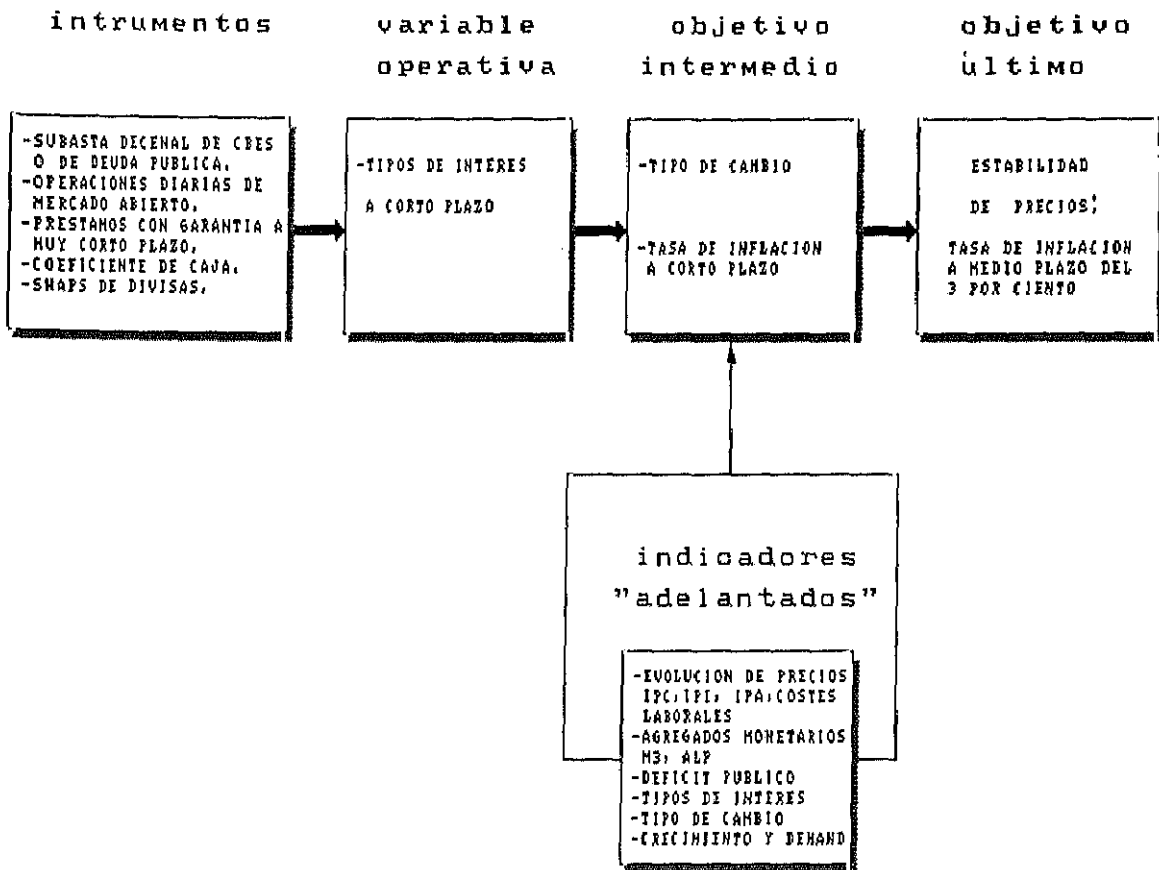 intrumentos
variable
operativa
objetivo
intermedio
objetivo
último
-SUBASTA DECENAL DE CBES
O DE DEUDA PUBLICA.
-OPERACIONES DIARIAS DE
MERCADO ABIERTO.
-PRESTAMOS CON GARANTIA A
MUY CORTO PLAZO.
-COEFICIENTE DE CAJA.
-SWAPS DE DIVISAS.
-TIPOS DE INTERES
A CORTO PLAZO
-TIPO DE CAMBIO
-TASA DE INFLACION
A CORTO PLAZO
ESTABILIDAD
DE PRECIOS;
TASA DE INFLACION
A MEDIO PLAZO DEL
3 POR CIENTO
indicadores
"adelantados"
-EVOLUCION DE PRECIOS
IPC, IPI, IPA, COSTES
LABORALES
-AGREGADOS MONETARIOS
M3, ALP
-DEFICIT PUBLICO
-TIPOS DE INTERES
-TIPO DE CAMBIO
-CRECIMIENTO Y DEMAND